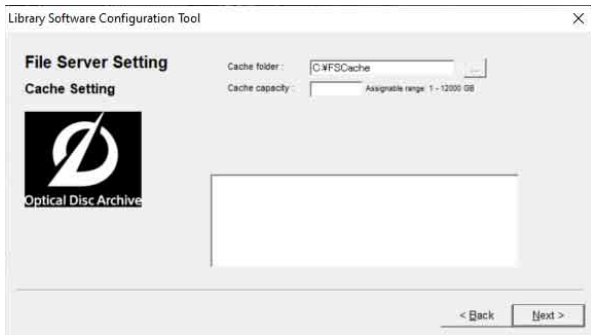 Library Software Configuration Tool
File Server Setting
Cache Setting
Cache folder :
C:¥FSCache
...
Cache capacity :
Assignable range: 1 - 12000 GB
Optical Disc Archive
< Back
Next >